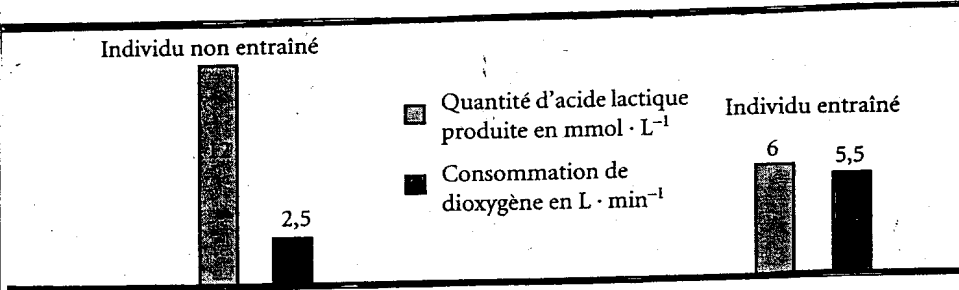 Individu non entraîné
2,5
Quantité d'acide lactique
produite en mmol · L⁻¹
Consommation de
dioxygène en L · min⁻¹
Individu entraîné
6
5,5